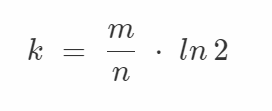 k = m/n · ln 2